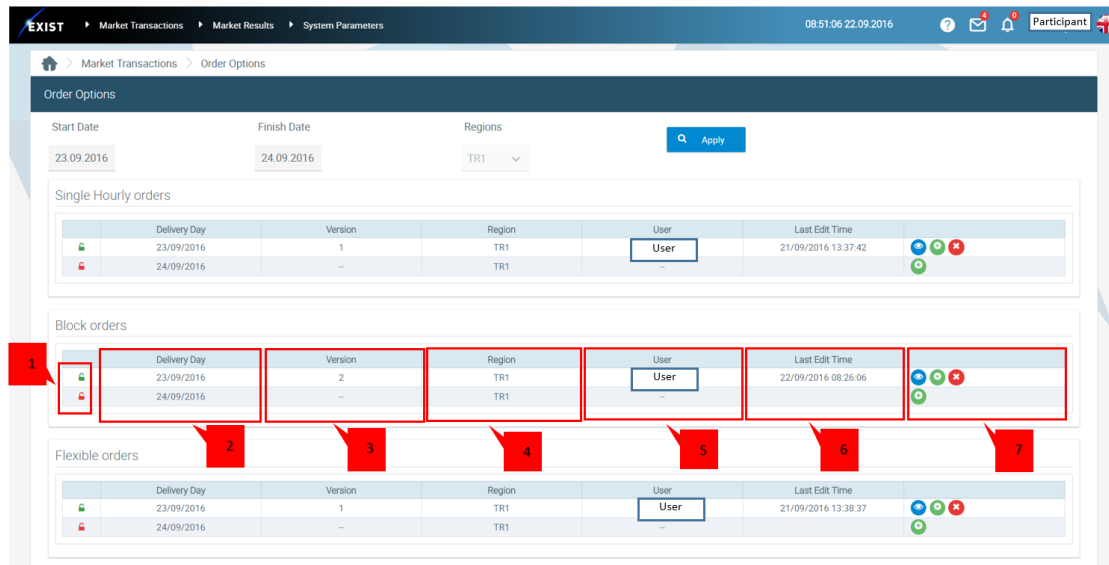 EXIST Market Transactions Market Results System Parameters 08:51:06 22.09.2016 ? 4 0 Participant
Market Transactions > Order Options
Order Options
Start Date Finish Date Regions
23.09.2016 24.09.2016 TR1 Apply
Single Hourly orders
Delivery Day Version Region User Last Edit Time
23/09/2016 1 TR1 User 21/09/2016 13:37:42
24/09/2016 -- TR1 --
Block orders
1
Delivery Day Version Region User Last Edit Time
23/09/2016 2 TR1 User 22/09/2016 08:26:06
24/09/2016 -- TR1 --
2 3 4 5 6 7
Flexible orders
Delivery Day Version Region User Last Edit Time
23/09/2016 1 TR1 User 21/09/2016 13:38:37
24/09/2016 -- TR1 --